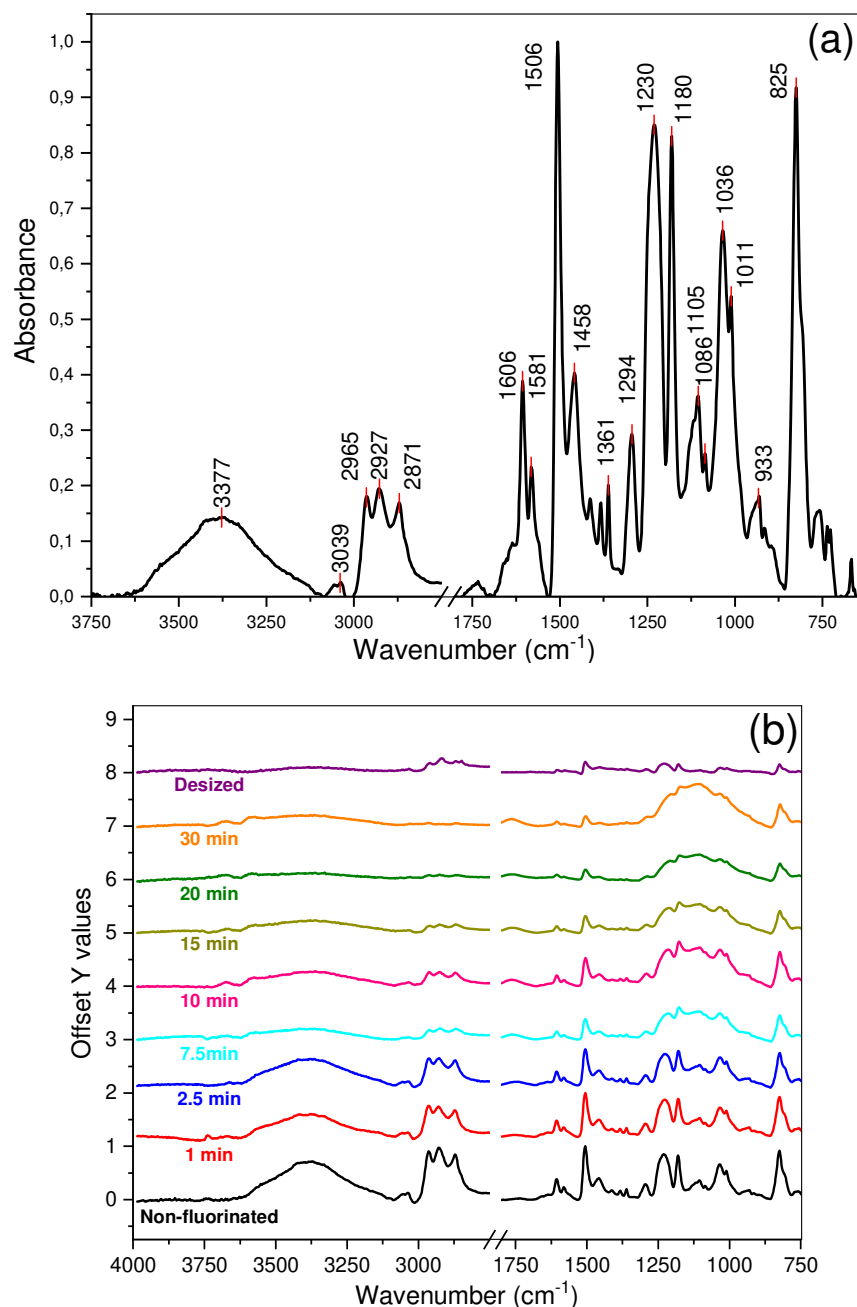 (a)
1,0
0,9
0,8
0,7
0,6
0,5
0,4
0,3
0,2
0,1
0,0
Absorbance
3377
3039
2965
2927
2871
1606
1581
1506
1458
1361
1294
1230
1180
1105
1086
1036
1011
933
825
3750 3500 3250 3000 1750 1500 1250 1000 750
Wavenumber (cm-1)
(b)
9
8
7
6
5
4
3
2
1
0
Offset Y values
Desized
30 min
20 min
15 min
10 min
7.5min
2.5 min
1 min
Non-fluorinated
4000 3750 3500 3250 3000 1750 1500 1250 1000 750
Wavenumber (cm-1)